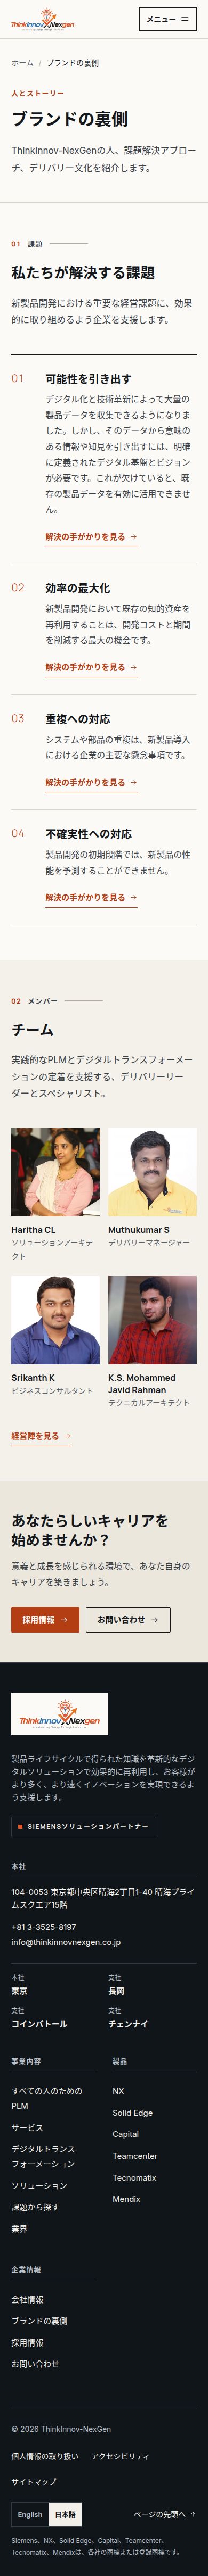 ThinkInnovXNexgen
メニュー
ホーム / ブランドの裏側
人とストーリー
ブランドの裏側
ThinkInnov-NexGenの人、課題解決アプロー
チ、デリバリー文化を紹介します。
01 課題
私たちが解決する課題
新製品開発における重要な経営課題に、効果
的に取り組めるよう企業を支援します。
01
可能性を引き出す
デジタル化と技術革新によって大量の
製品データを収集できるようになりま
した。しかし、そのデータから意味の
ある情報や知見を引き出すには、明確
に定義されたデジタル基盤とビジョン
が必要です。これが欠けていると、既
存の製品データを有効に活用できませ
ん。
解決の手がかりを見る →
02
効率の最大化
新製品開発において既存の知的資産を
再利用することは、開発コストと期間
を削減する最大の機会です。
解決の手がかりを見る →
03
重複への対応
システムや部品の重複は、新製品導入
における企業の主要な懸念事項です。
解決の手がかりを見る →
04
不確実性への対応
製品開発の初期段階では、新製品の性
能を予測することができません。
解決の手がかりを見る →
02 メンバー
チーム
実践的なPLMとデジタルトランスフォーメー
ションの定着を支援する、デリバリーリー
ダーとスペシャリスト。
Haritha CL
ソリューションアーキテ
クト
Muthukumar S
デリバリーマネージャー
Srikanth K
ビジネスコンサルタント
K.S. Mohammed
Javid Rahman
テクニカルアーキテクト
経営陣を見る →
あなたらしいキャリアを
始めませんか?
意義と成長を感じられる環境で、あなた自身の
キャリアを築きましょう。
採用情報 →
お問い合わせ →
ThinkInnovXNexgen
製品ライフサイクルで得られた知識を革新的なデジ
タルソリューションで効果的に再利用し、お客様が
より多く、より速くイノベーションを実現できるよ
う支援します。
SIEMENSソリューションパートナー
本社
104-0053 東京都中央区晴海2丁目1-40 晴海プライ
ムスクエア15階
+81 3-3525-8197
info@thinkinnovnexgen.co.jp
本社
東京
支社
長岡
支社
コインバトール
支社
チェンナイ
事業内容
すべての人のための
PLM
サービス
デジタルトランス
フォーメーション
ソリューション
課題から探す
業界
製品
NX
Solid Edge
Capital
Teamcenter
Tecnomatix
Mendix
企業情報
会社情報
ブランドの裏側
採用情報
お問い合わせ
© 2026 ThinkInnov-NexGen
個人情報の取り扱い
アクセシビリティ
サイトマップ
English
日本語
ページの先頭へ ↑
Siemens、NX、Solid Edge、Capital、Teamcenter、
Tecnomatix、Mendixは、各社の商標または登録商標です。